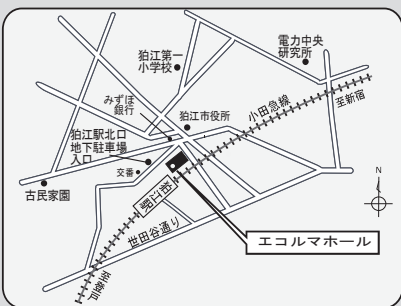 狛江第一
小学校
電力中央
研究所
みずほ
銀行
狛江市役所
小田急線
至新宿
狛江駅北口
地下駐車場
入口
交番
古民家園
狛江駅
世田谷通り
エコルマホール
至登戸
N